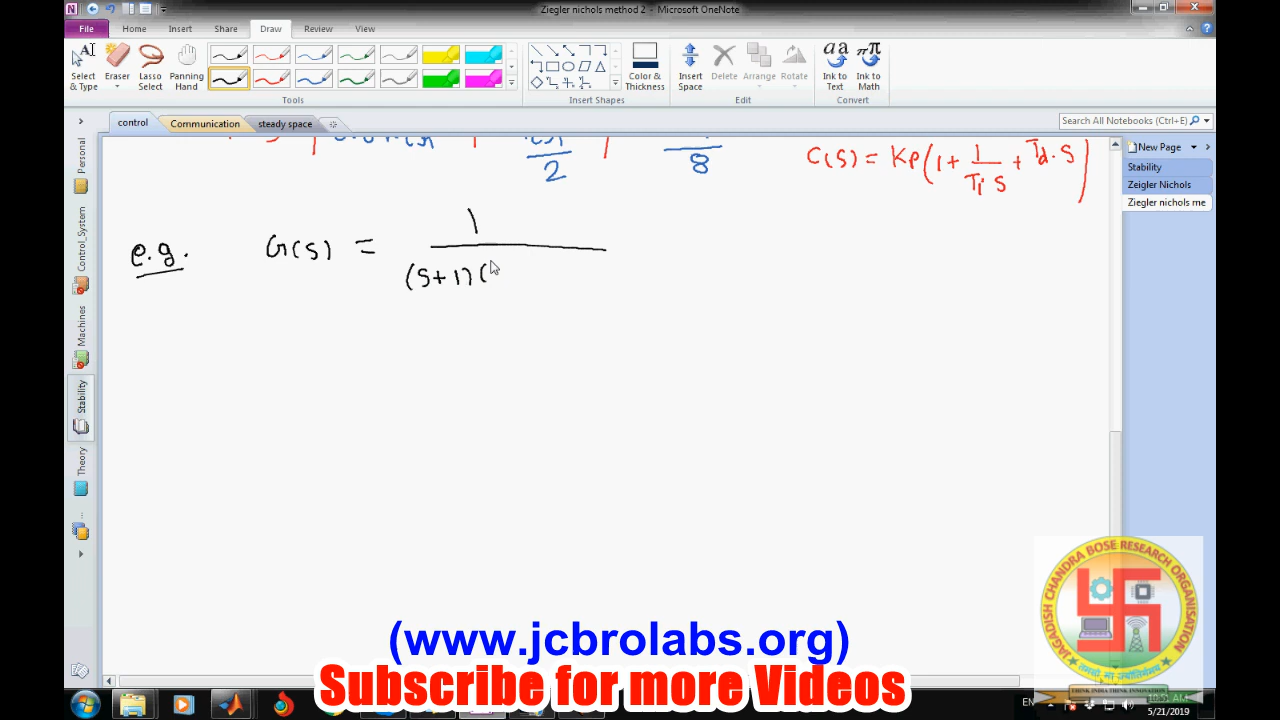 Ziegler nichols method 2 - Microsoft OneNote
File Home Insert Share Draw Review View
Select & Type
Eraser
Lasso Select
Panning Hand
Tools
Insert Shapes
Color & Thickness
Insert Space
Delete
Arrange
Rotate
Edit
Ink to Text
Ink to Math
Convert
control Communication steady space
Search All Notebooks (Ctrl+E)
Personal
Control_System
Machines
Stability
Theory
New Page
Stability
Zeigler Nichols
Ziegler nichols me
2
8
C(S) = Kp(1 + 1/Ti S + Td. S)
e.g. G(S) = 1
(S+1)(
JAGADISH CHANDRA BOSE RESEARCH ORGANISATION
THINK INDIA THINK INNOVATION
(www.jcbrolabs.org)
Subscribe for more Videos
EN
5/21/2019